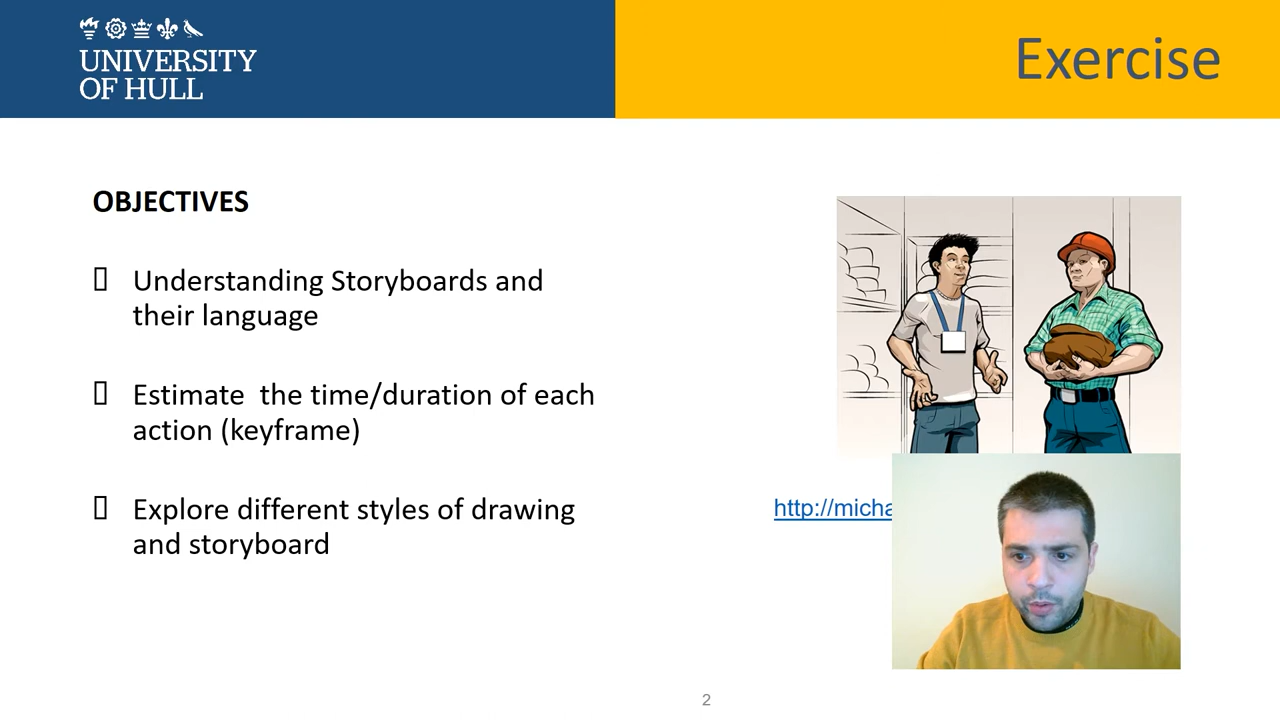 UNIVERSITY
OF HULL
Exercise
OBJECTIVES
Understanding Storyboards and
their language
Estimate  the time/duration of each
action (keyframe)
Explore different styles of drawing
and storyboard
http://micha
2